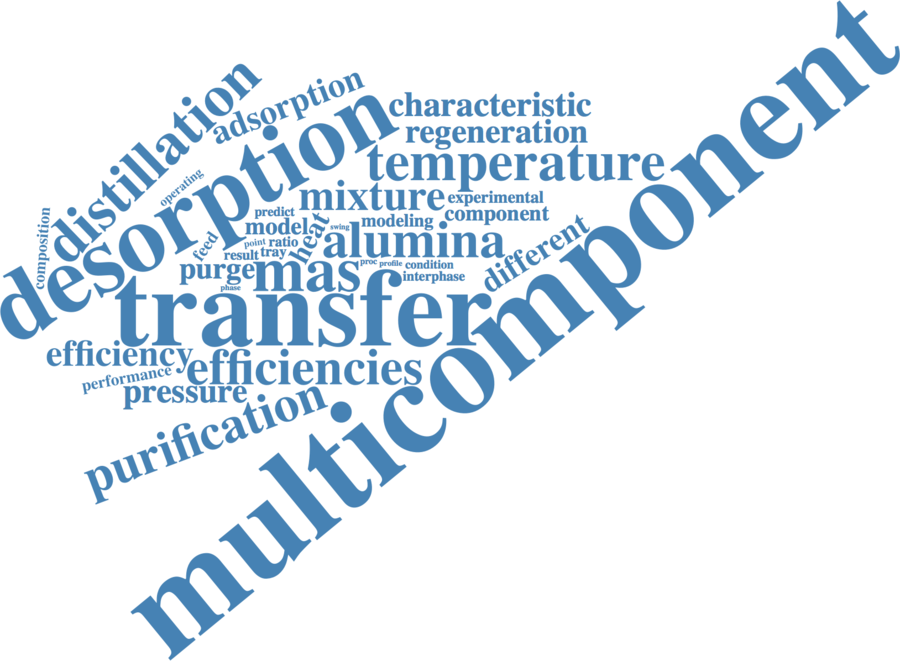 multicomponent
distillation
adsorption
desorption
characteristic
regeneration
temperature
operating
mixture
experimental
component
composition
predict
model
heat
swing
modeling
feed
point
ratio
alumina
different
result
tray
purge
mas
proc
profile
condition
interphase
phase
transfer
efficiency
efficiencies
performance
pressure
purification